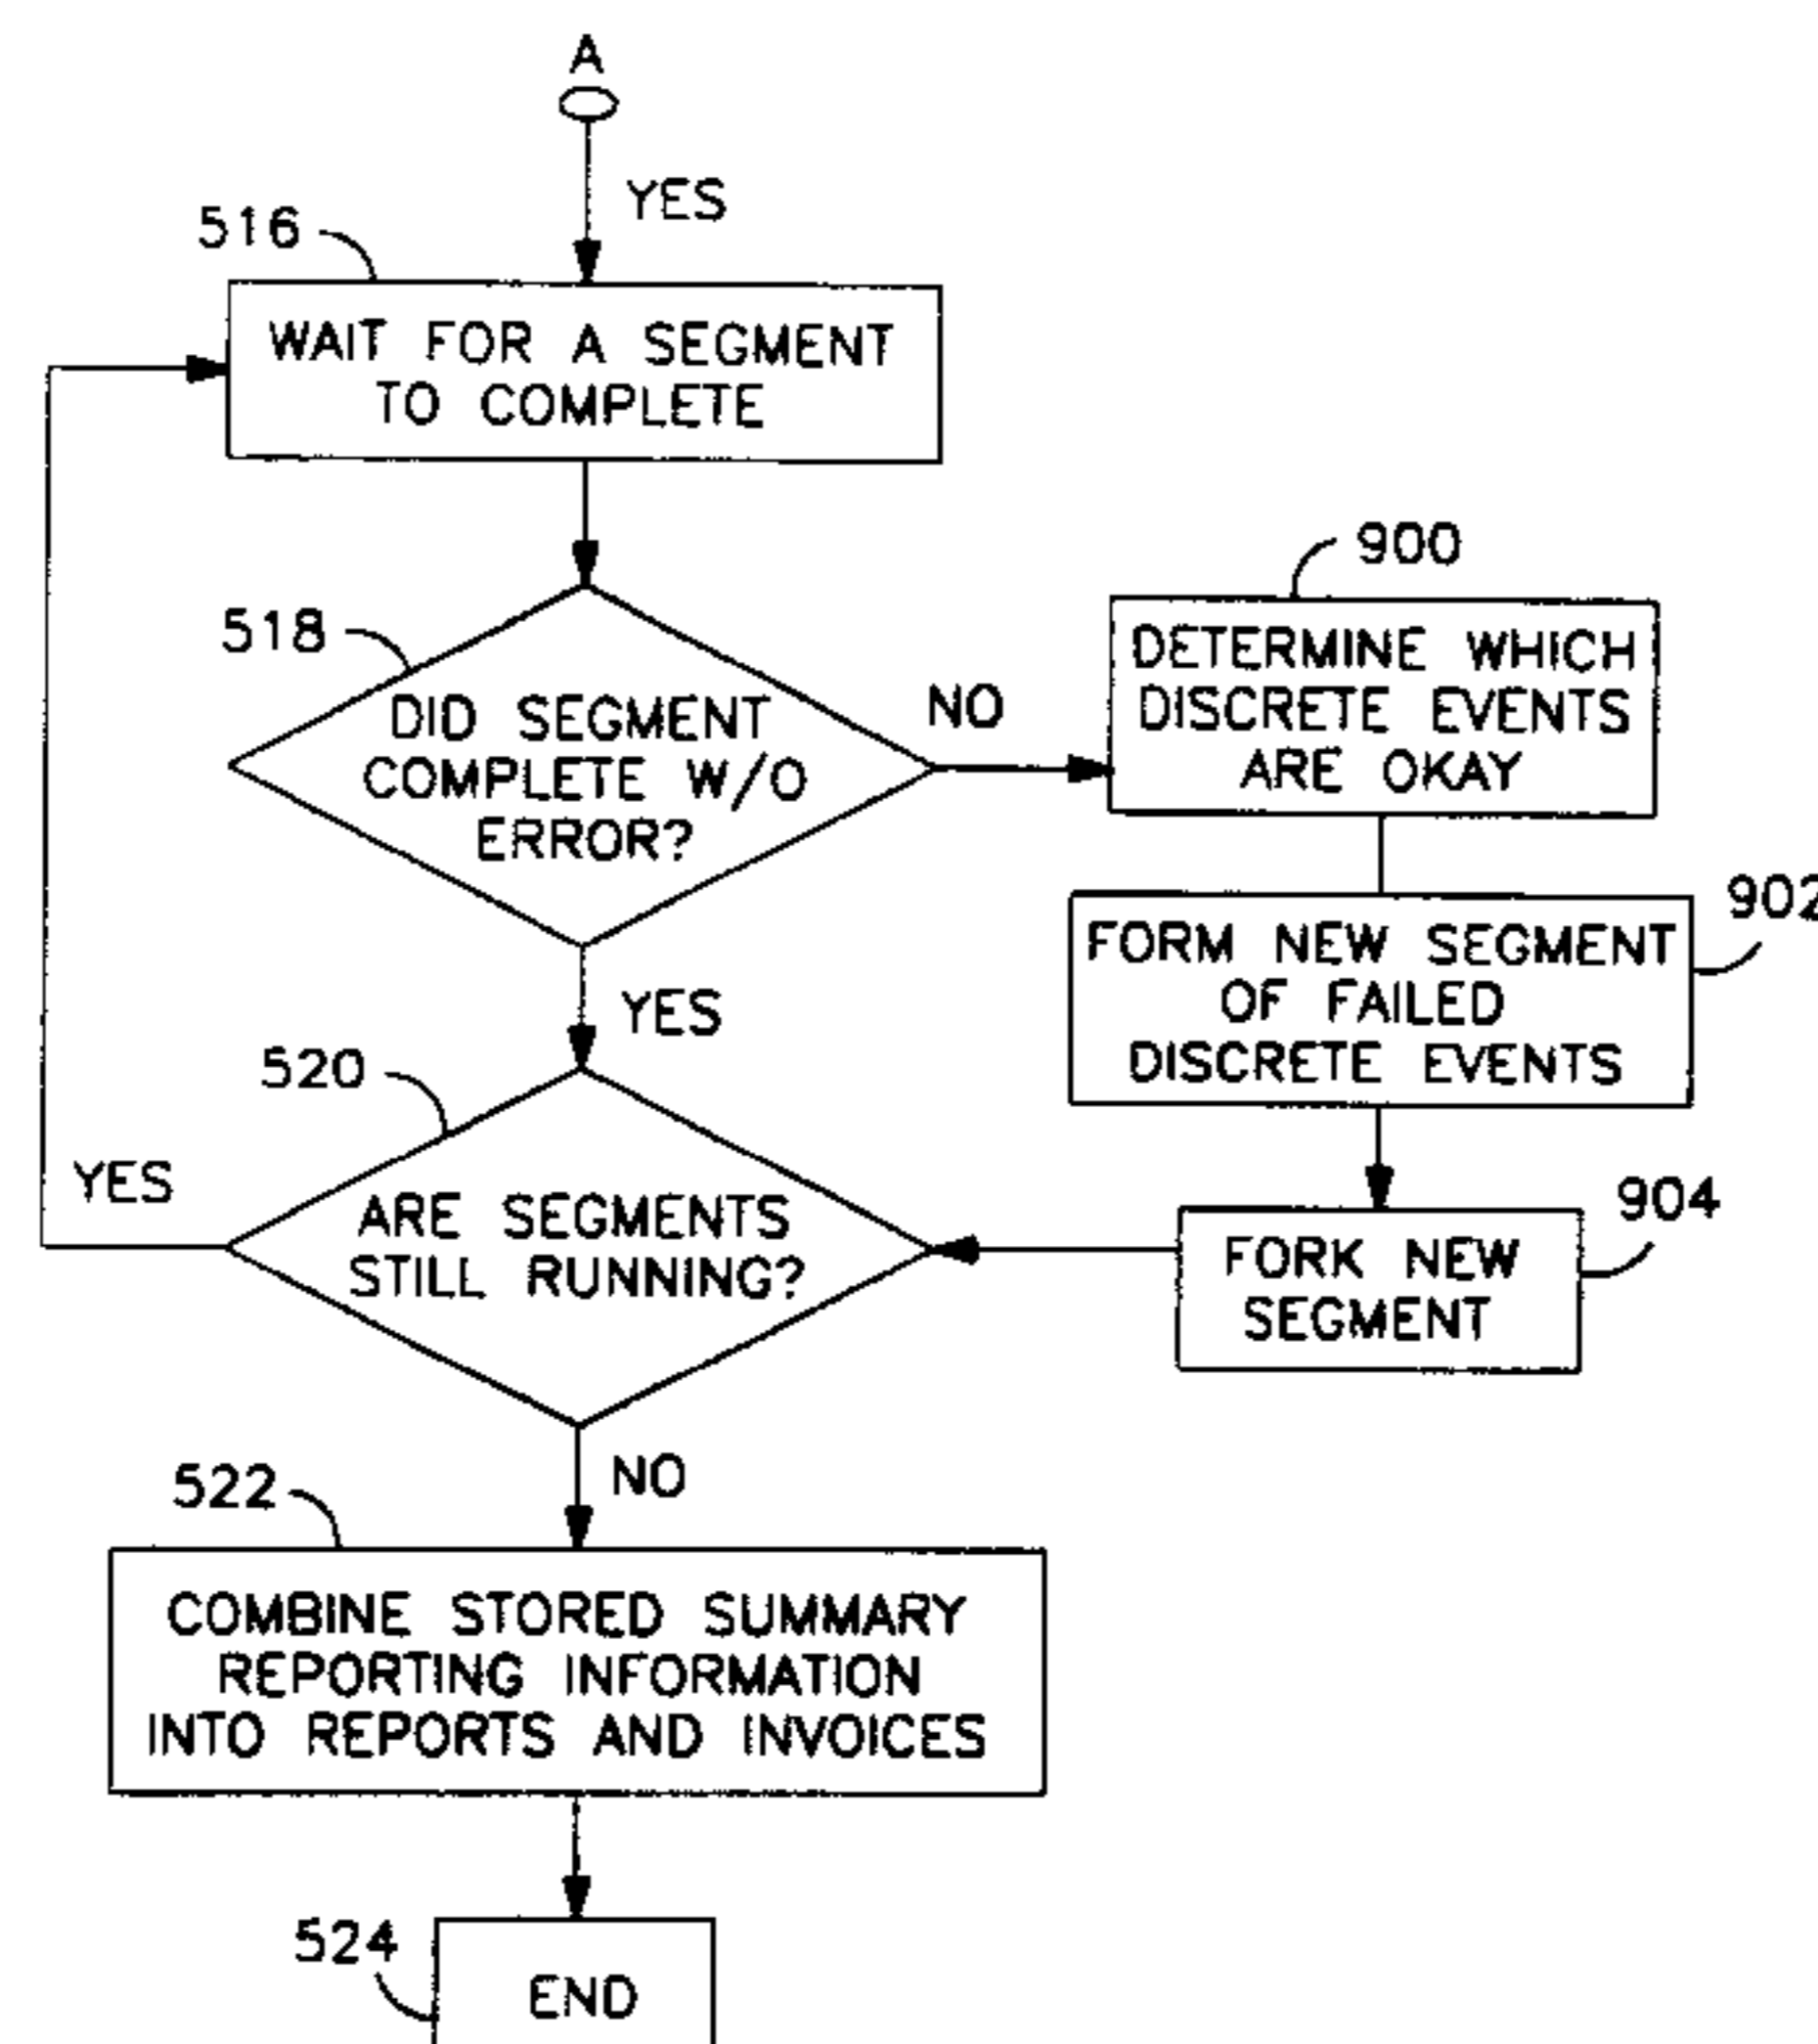 A
YES
516
WAIT FOR A SEGMENT
TO COMPLETE
518
DID SEGMENT
COMPLETE W/O
ERROR?
NO
900
DETERMINE WHICH
DISCRETE EVENTS
ARE OKAY
902
FORM NEW SEGMENT
OF FAILED
DISCRETE EVENTS
YES
520
ARE SEGMENTS
STILL RUNNING?
YES
904
FORK NEW
SEGMENT
NO
522
COMBINE STORED SUMMARY
REPORTING INFORMATION
INTO REPORTS AND INVOICES
524
END